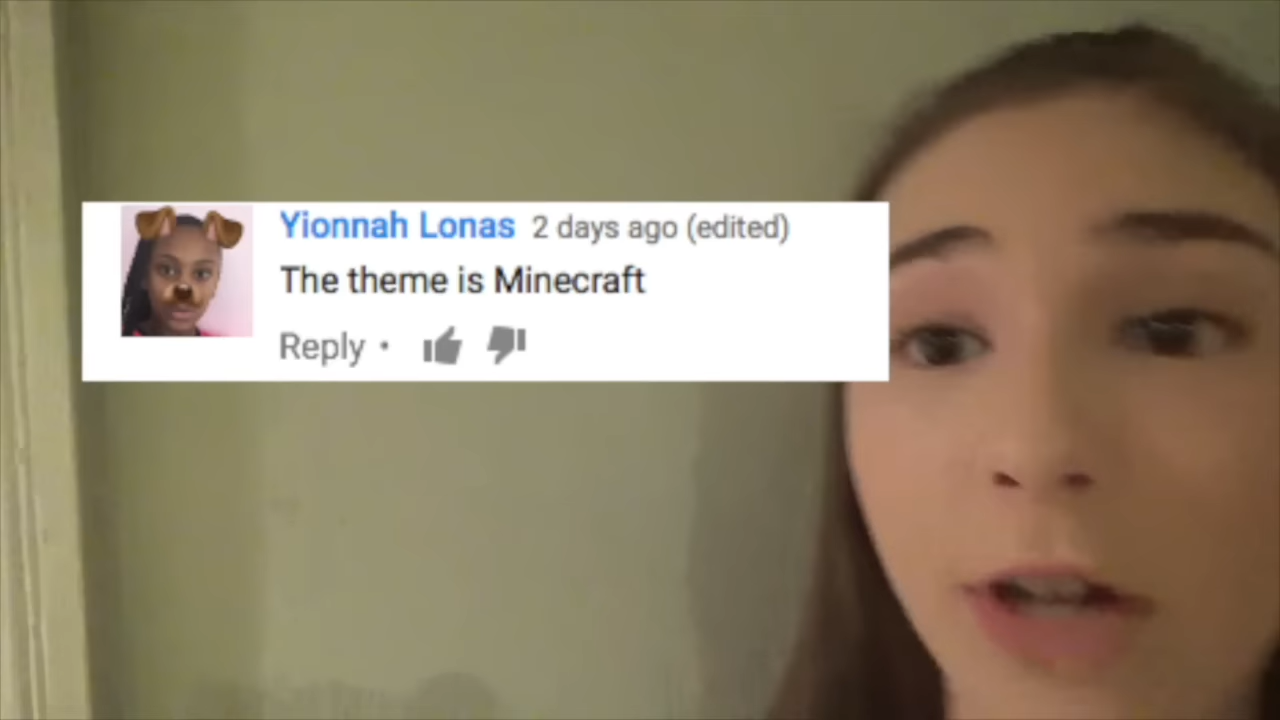 Yionnah Lonas 2 days ago (edited)
The theme is Minecraft
Reply •